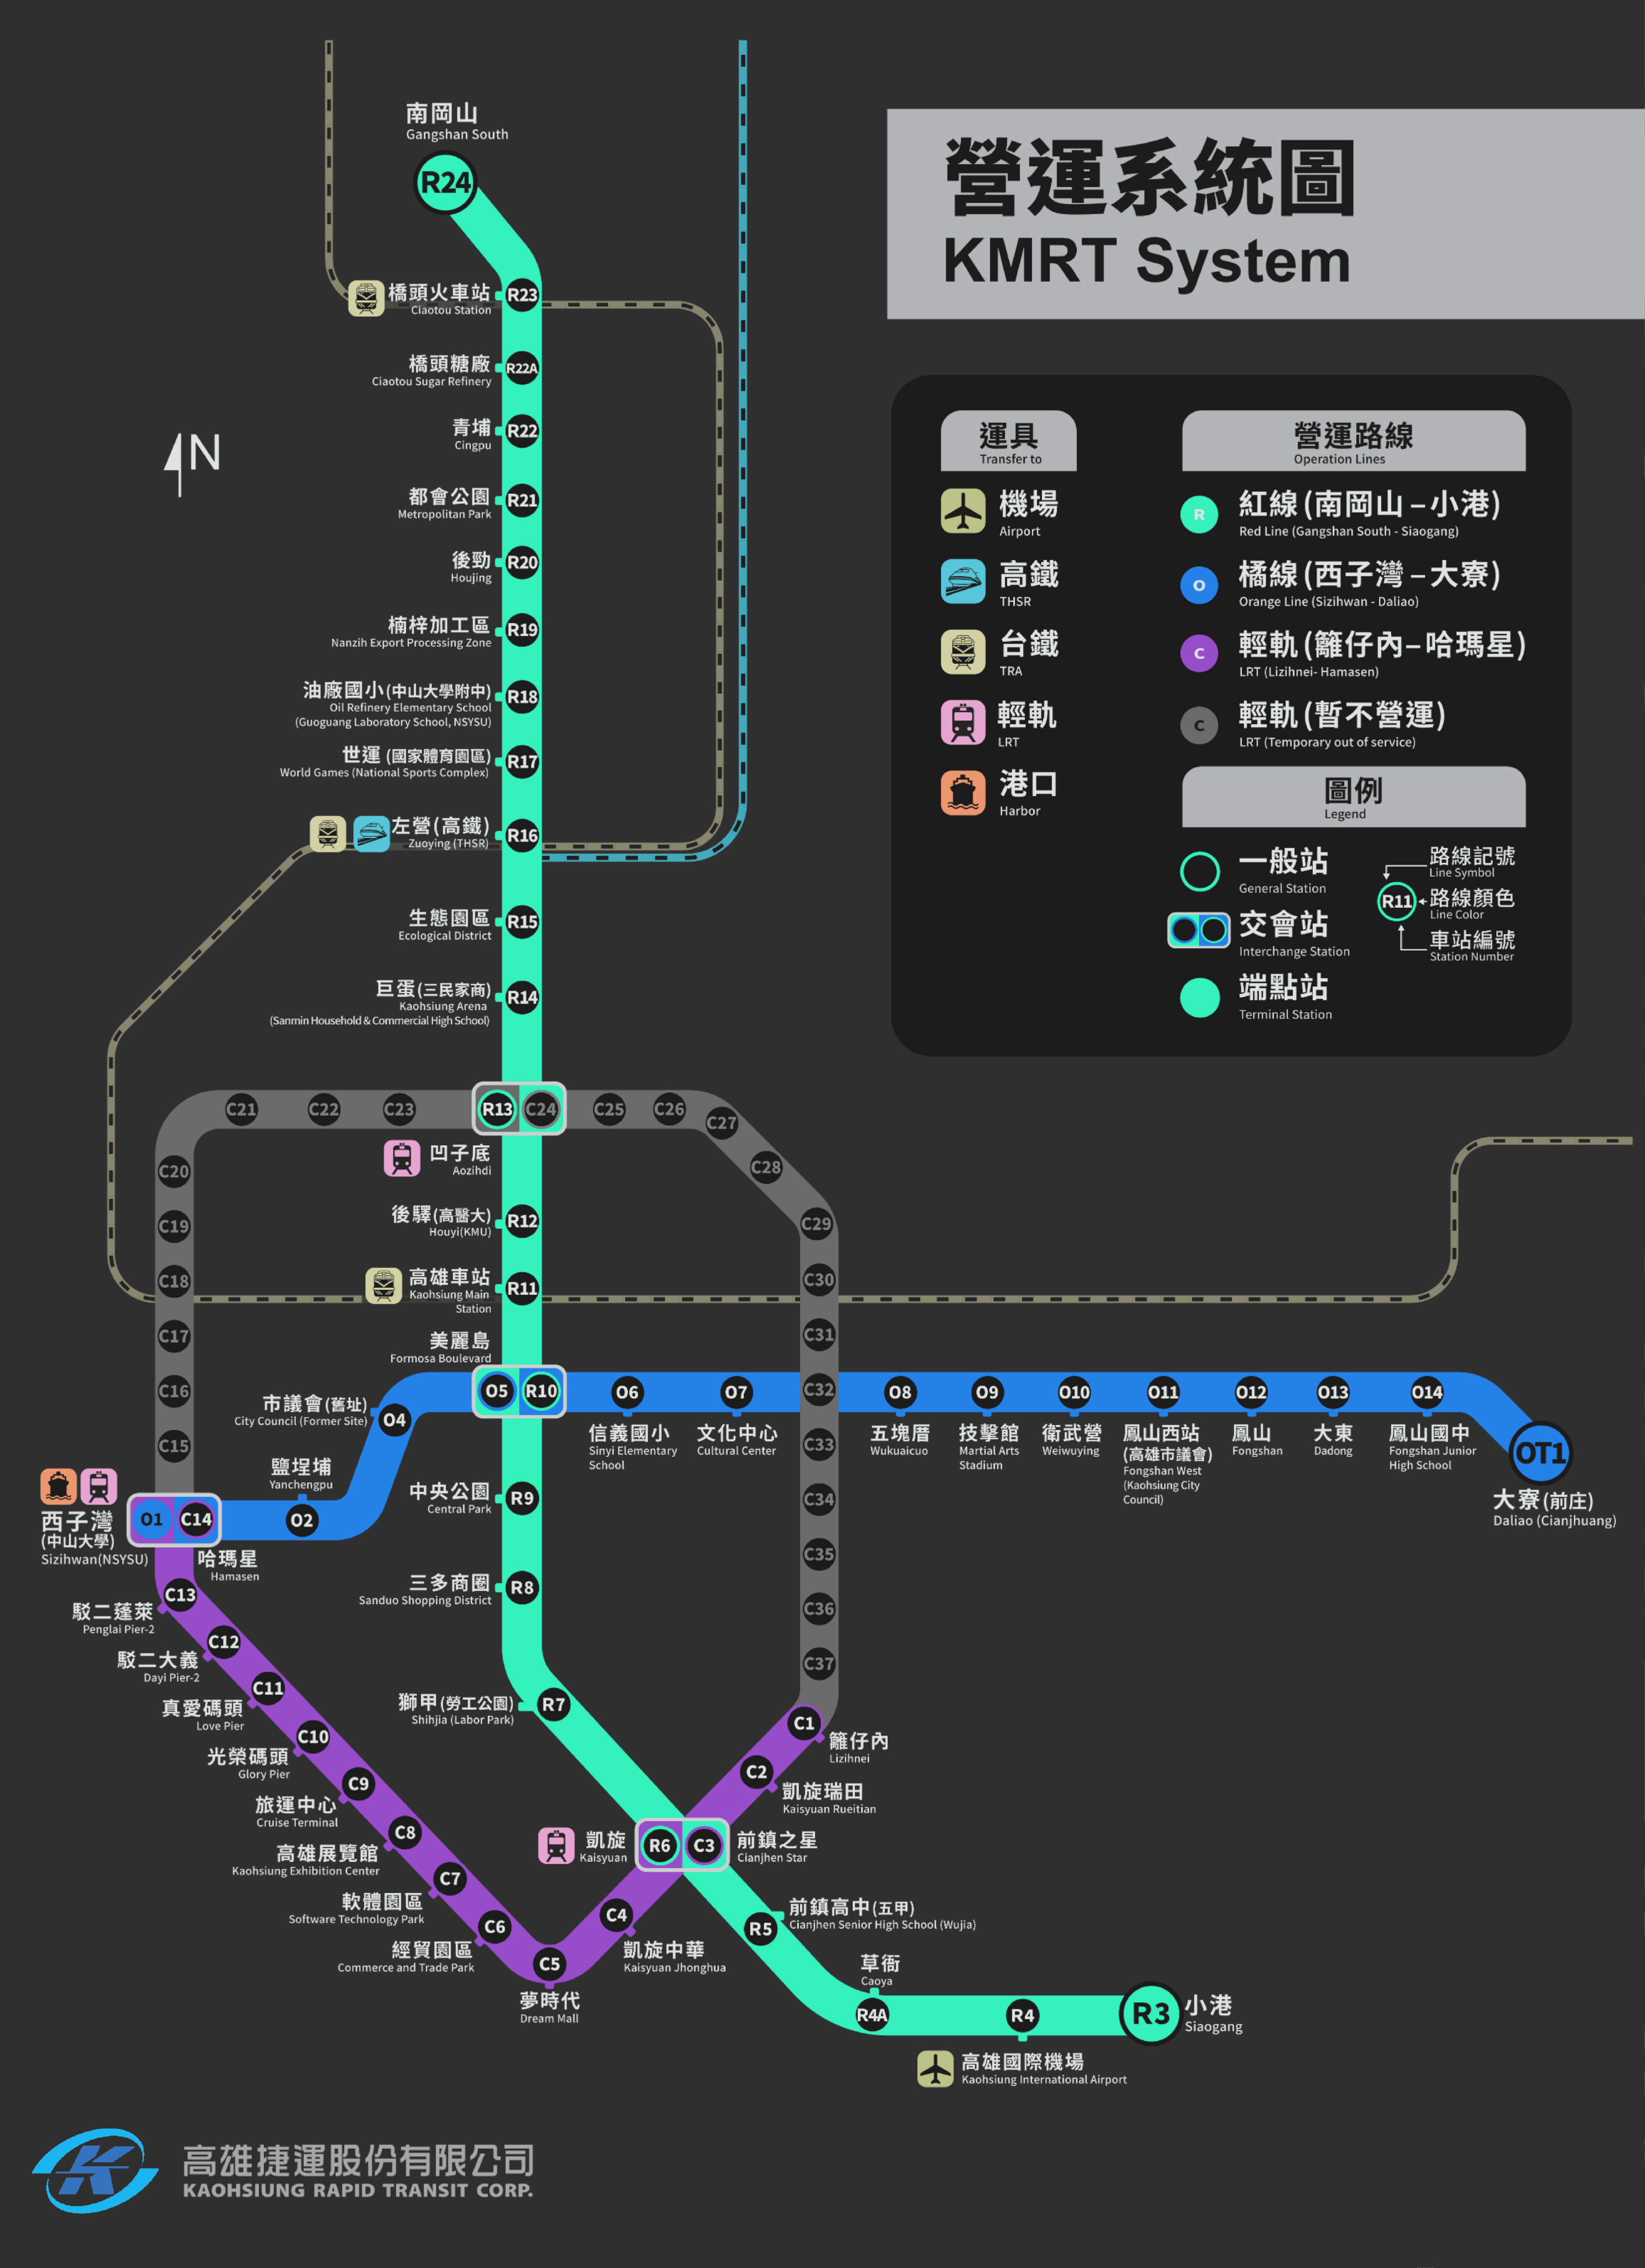 營運系統圖
KMRT System
南岡山
Gangshan South
R24
橋頭火車站
Ciaotou Station
R23
橋頭糖廠
Ciaotou Sugar Refinery
R22A
青埔
Cingpu
R22
N
都會公園
Metropolitan Park
R21
後勁
Houjing
R20
楠梓加工區
Nanzih Export Processing Zone
R19
油廠國小(中山大學附中)
Oil Refinery Elementary School
(Guoguang Laboratory School, NSYSU)
R18
世運 (國家體育園區)
World Games (National Sports Complex)
R17
左營(高鐵)
Zuoying (THSR)
R16
生態園區
Ecological District
R15
巨蛋(三民家商)
Kaohsiung Arena
(Sanmin Household & Commercial High School)
R14
運具
Transfer to
機場
Airport
高鐵
THSR
台鐵
TRA
輕軌
LRT
港口
Harbor
營運路線
Operation Lines
R
紅線(南岡山–小港)
Red Line (Gangshan South - Siaogang)
O
橘線(西子灣–大寮)
Orange Line (Sizihwan - Daliao)
C
輕軌(籬仔內–哈瑪星)
LRT (Lizihnei- Hamasen)
C
輕軌(暫不營運)
LRT (Temporary out of service)
圖例
Legend
一般站
General Station
交會站
Interchange Station
端點站
Terminal Station
路線記號
Line Symbol
R11
路線顏色
Line Color
車站編號
Station Number
C21
C22
C23
R13
C24
C25
C26
C27
C28
C29
C20
C19
C18
C17
C16
C15
凹子底
Aozihdi
後驛(高醫大)
Houyi(KMU)
R12
高雄車站
Kaohsiung Main
Station
R11
C30
C31
C32
C33
C34
C35
C36
C37
美麗島
Formosa Boulevard
O5
R10
市議會(舊址)
City Council (Former Site)
O4
鹽埕埔
Yanchengpu
O2
O6
信義國小
Sinyi Elementary
School
O7
文化中心
Cultural Center
O8
五塊厝
Wukuaicuo
O9
技擊館
Martial Arts
Stadium
O10
衛武營
Weiwuying
O11
鳳山西站
(高雄市議會)
Fongshan West
(Kaohsiung City
Council)
O12
鳳山
Fongshan
O13
大東
Dadong
O14
鳳山國中
Fongshan Junior
High School
OT1
大寮(前庄)
Daliao (Cianjhuang)
西子灣
(中山大學)
Sizihwan(NSYSU)
O1
C14
哈瑪星
Hamasen
中央公園
Central Park
R9
三多商圈
Sanduo Shopping District
R8
獅甲(勞工公園)
Shihjia (Labor Park)
R7
C13
駁二蓬萊
Penglai Pier-2
C12
駁二大義
Dayi Pier-2
C11
真愛碼頭
Love Pier
C10
光榮碼頭
Glory Pier
C9
旅運中心
Cruise Terminal
C8
高雄展覽館
Kaohsiung Exhibition Center
C7
軟體園區
Software Technology Park
C6
經貿園區
Commerce and Trade Park
C5
夢時代
Dream Mall
C4
凱旋中華
Kaisyuan Jhonghua
凱旋
Kaisyuan
R6
C3
前鎮之星
Cianjhen Star
C2
凱旋瑞田
Kaisyuan Rueitian
C1
籬仔內
Lizihnei
R5
前鎮高中(五甲)
Cianjhen Senior High School (Wujia)
草衙
Caoya
R4A
R4
高雄國際機場
Kaohsiung International Airport
R3
小港
Siaogang
高雄捷運股份有限公司
KAOHSIUNG RAPID TRANSIT CORP.